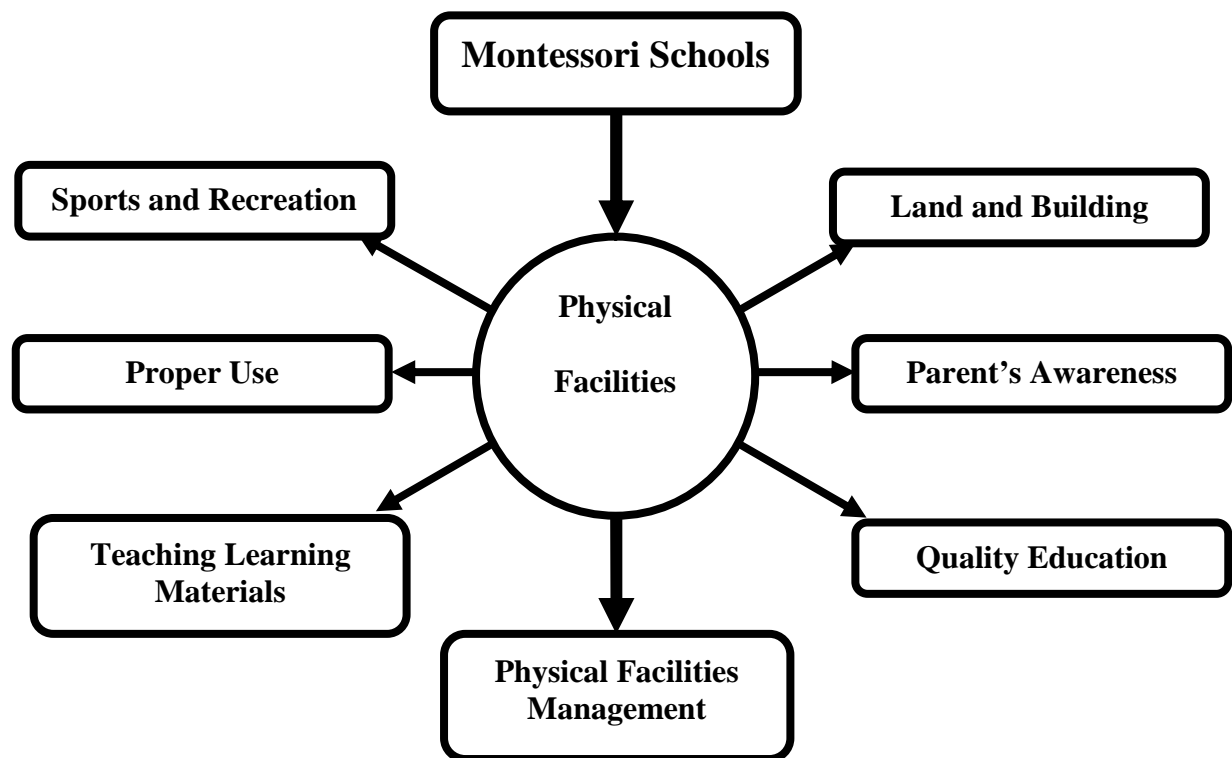 Montessori Schools
Sports and Recreation
Land and Building
Physical
Facilities
Proper Use
Parent’s Awareness
Teaching Learning
Materials
Quality Education
Physical Facilities
Management